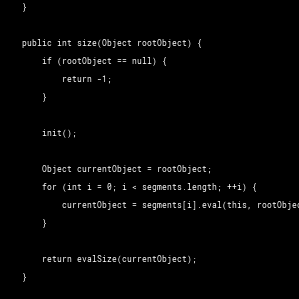 }
public int size(Object rootObject) {
if (rootObject == null) {
return -1;
}
init();
Object currentObject = rootObject;
for (int i = 0; i < segments.length; ++i) {
currentObject = segments[i].eval(this, rootObjec
}
return evalSize(currentObject);
}